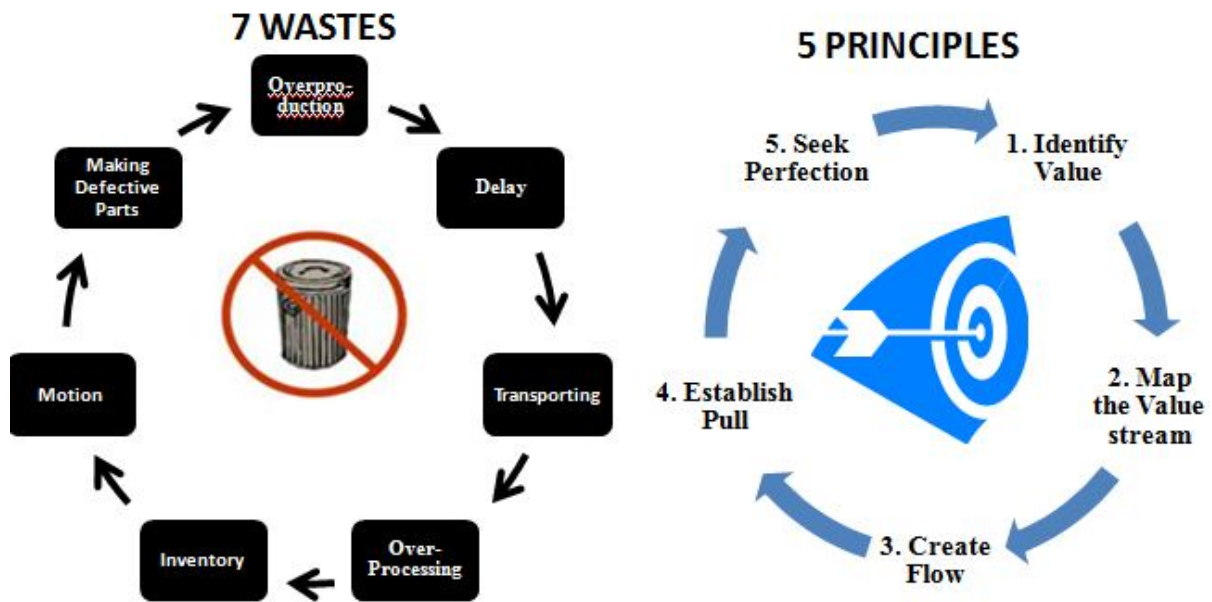 7 WASTES
Overpro-
duction
Delay
Transporting
Over-
Processing
Inventory
Motion
Making
Defective
Parts
5 PRINCIPLES
1. Identify
Value
2. Map
the Value
stream
3. Create
Flow
4. Establish
Pull
5. Seek
Perfection